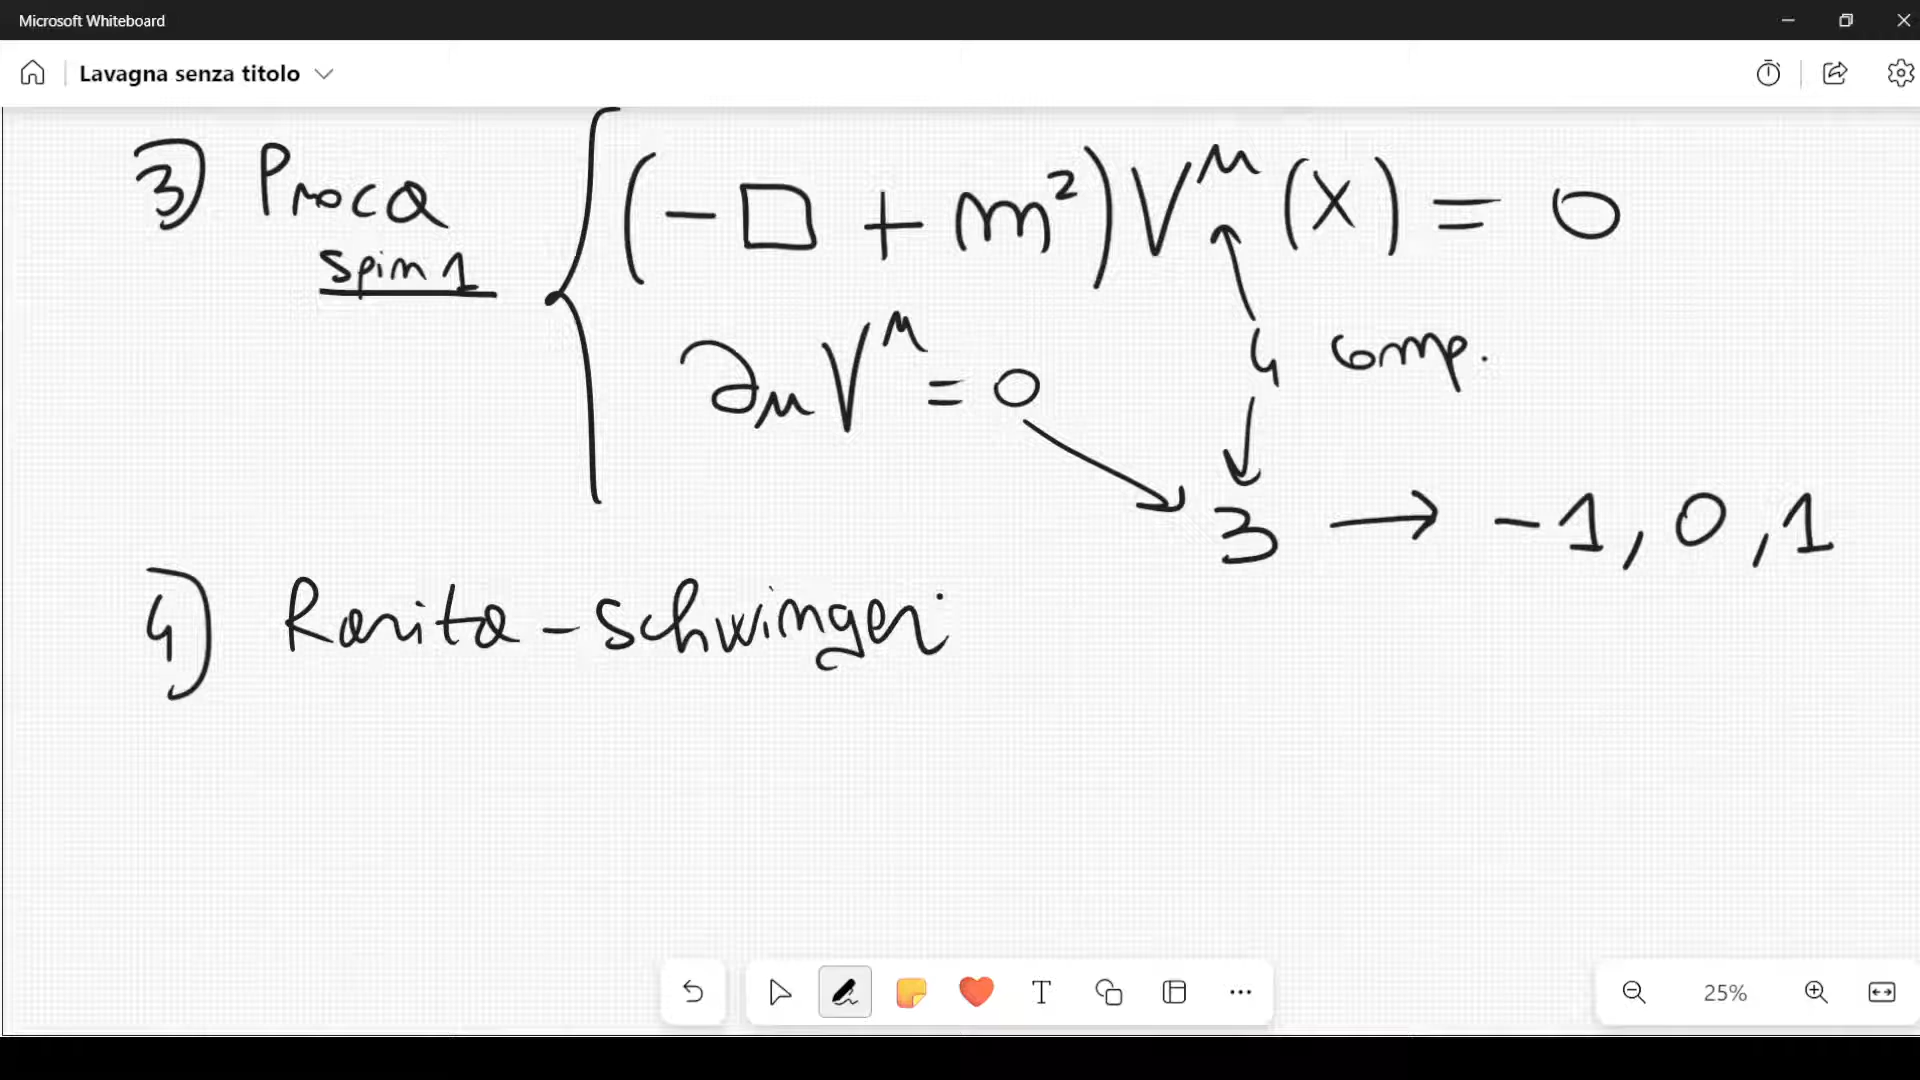 Microsoft Whiteboard
Lavagna senza titolo
3) Proca
spin 1
(-□ + m²) V^μ (x) = 0
∂_μ V^μ = 0
4 comp.
3 → -1, 0, 1
4) Rarita - Schwinger
T
25%